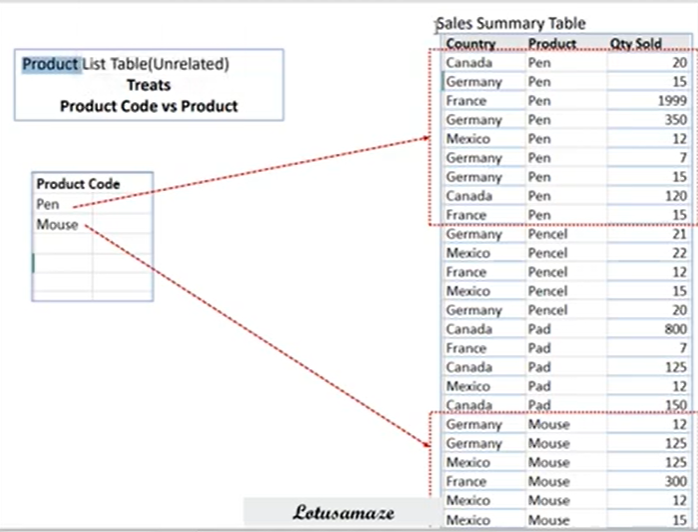 Product List Table(Unrelated)
Treats
Product Code vs Product
Product Code
Pen
Mouse
Sales Summary Table
Country Product Qty Sold
Canada Pen 20
Germany Pen 15
France Pen 1999
Germany Pen 350
Mexico Pen 12
Germany Pen 7
Germany Pen 15
Canada Pen 120
France Pen 15
Germany Pencel 21
Mexico Pencel 22
France Pencel 12
Mexico Pencel 15
Germany Pencel 20
Canada Pad 800
France Pad 7
Canada Pad 125
Mexico Pad 12
Canada Pad 150
Germany Mouse 12
Germany Mouse 125
Mexico Mouse 125
France Mouse 300
Mexico Mouse 12
Mexico Mouse 15
Lotusamaze